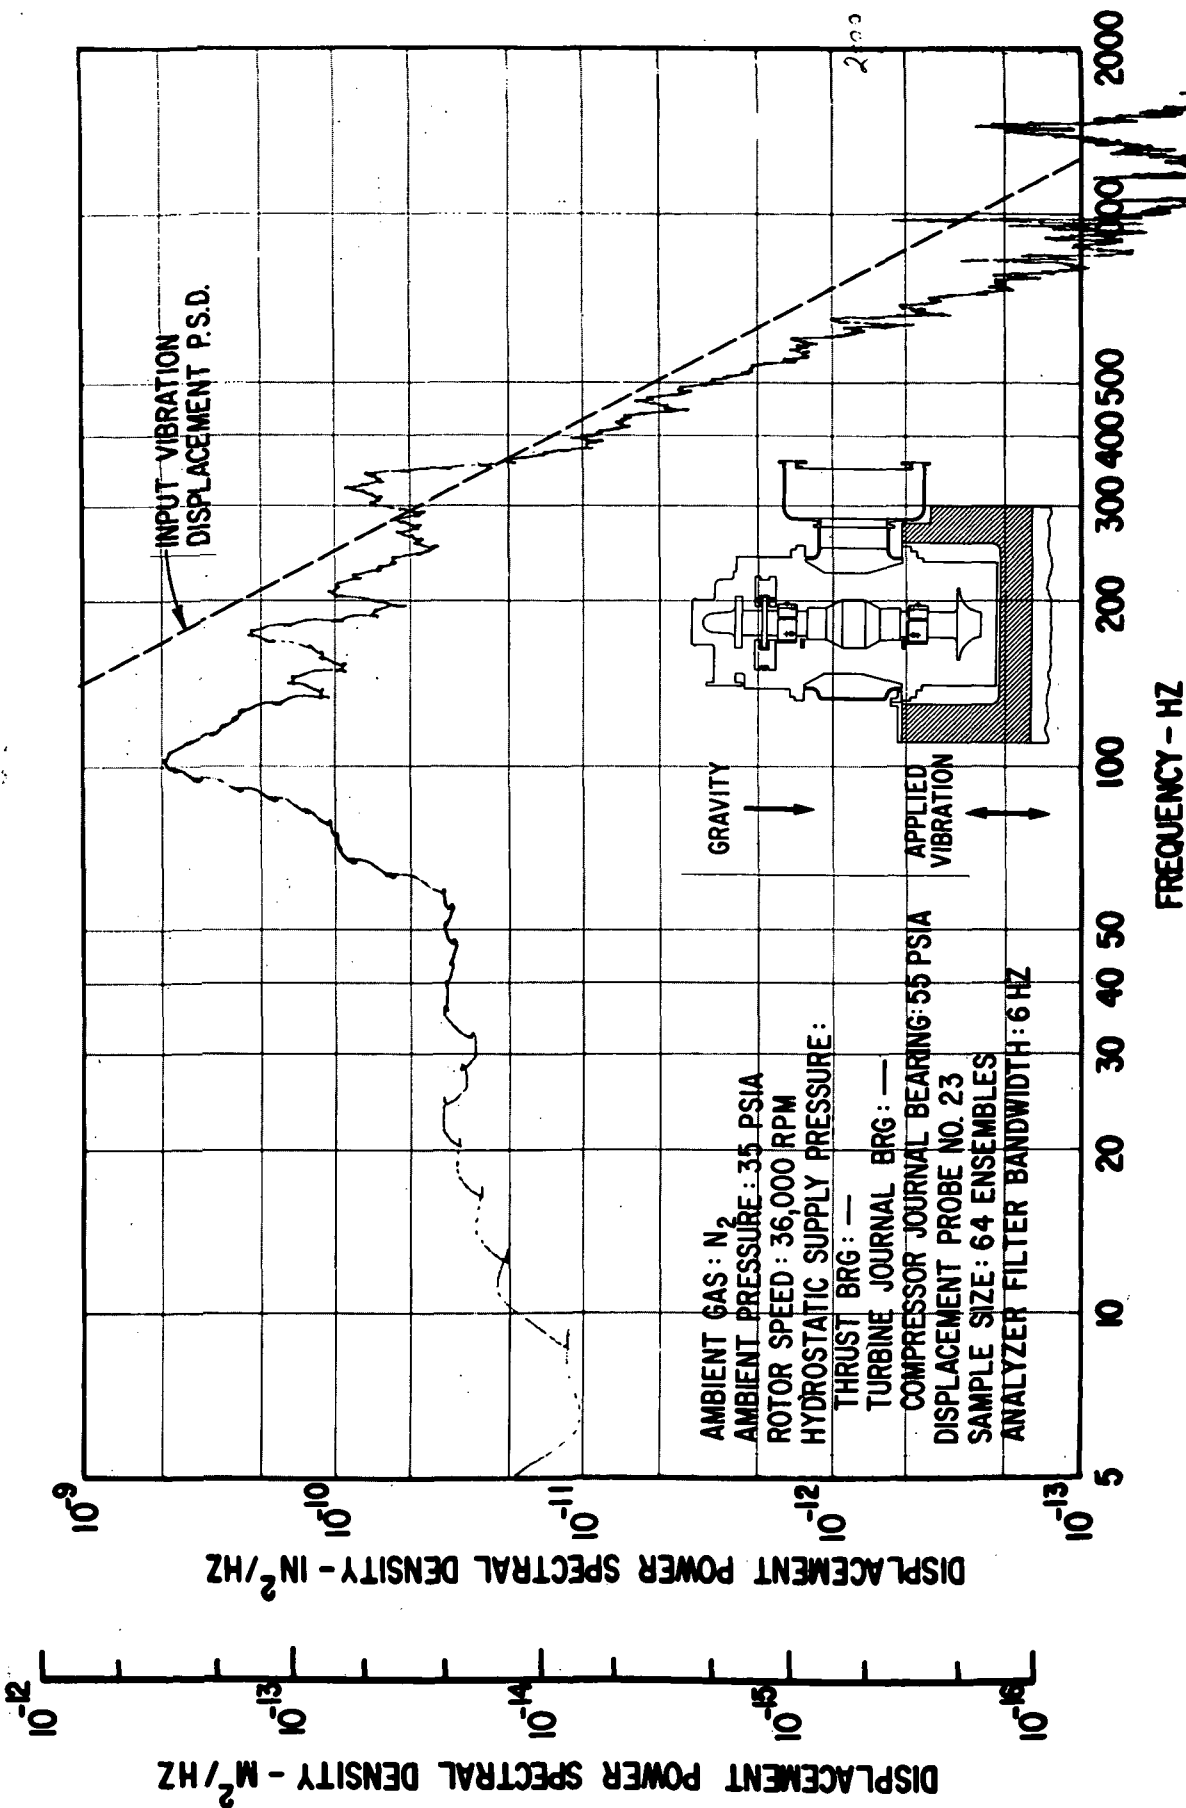 DISPLACEMENT POWER SPECTRAL DENSITY - M²/HZ
10-12
10-13
10-14
10-15
10-16
DISPLACEMENT POWER SPECTRAL DENSITY - IN²/HZ
10-9
10-10
10-11
10-12
10-13
INPUT VIBRATION
DISPLACEMENT P.S.D.
AMBIENT GAS: N2
AMBIENT PRESSURE: 35 PSIA
ROTOR SPEED: 36,000 RPM
HYDROSTATIC SUPPLY PRESSURE:
THRUST BRG: —
TURBINE JOURNAL BRG: —
COMPRESSOR JOURNAL BEARING: 55 PSIA
DISPLACEMENT PROBE NO. 23
SAMPLE SIZE: 64 ENSEMBLES
ANALYZER FILTER BANDWIDTH: 6 HZ
GRAVITY
APPLIED
VIBRATION
5 10 20 30 40 50 100 200 300 400 500 1000 2000
FREQUENCY - HZ